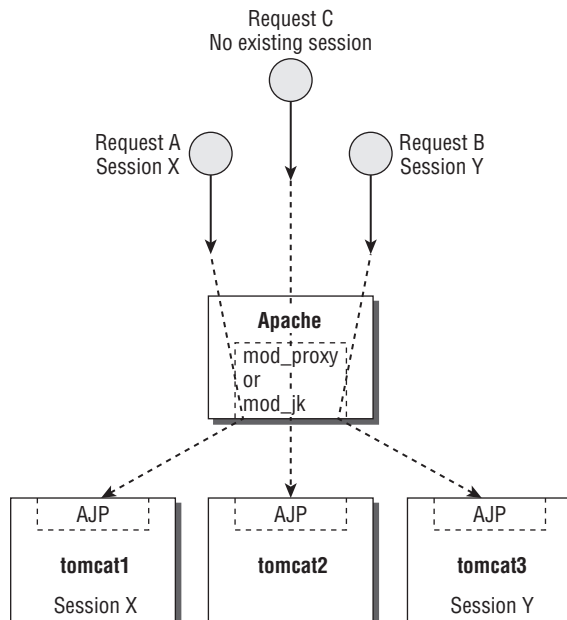 Request C
No existing session
Request A
Session X
Request B
Session Y
Apache
mod_proxy
or
mod_jk
AJP
AJP
AJP
tomcat1
tomcat2
tomcat3
Session X
Session Y